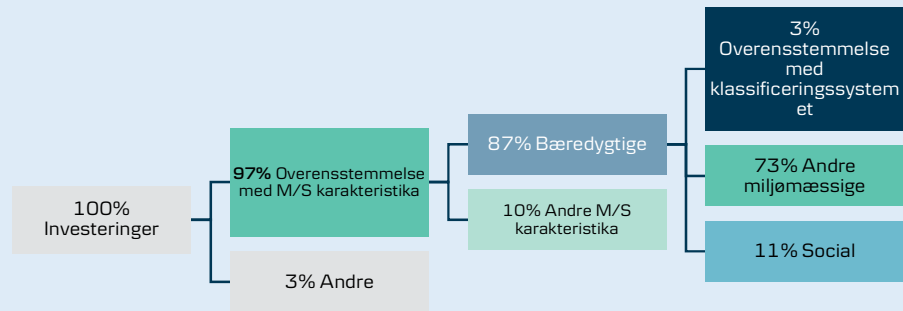 100%
Investeringer
97% Overensstemmelse
med M/S karakteristika
3% Andre
87% Bæredygtige
10% Andre M/S
karakteristika
3%
Overensstemmelse
med
klassificeringssystem
et
73% Andre
miljømæssige
11% Social